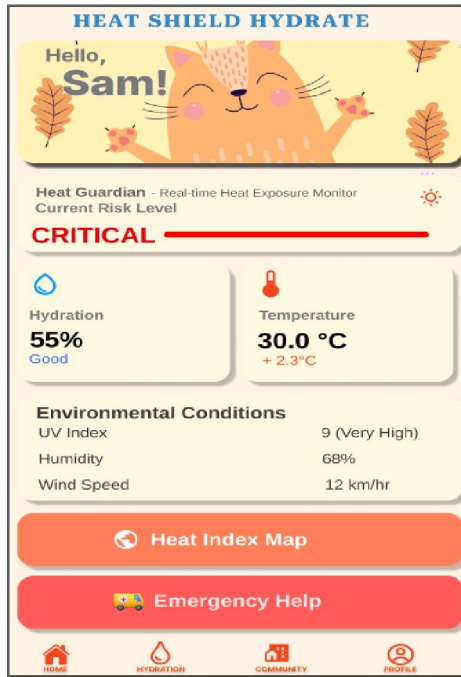 HEAT SHIELD HYDRATE
Hello,
Sam!
Heat Guardian - Real-time Heat Exposure Monitor
Current Risk Level
CRITICAL
Hydration
55%
Good
Temperature
30.0 °C
+ 2.3°C
Environmental Conditions
UV Index 9 (Very High)
Humidity 68%
Wind Speed 12 km/hr
Heat Index Map
Emergency Help
HOME HYDRATION COMMUNITY PROFILE